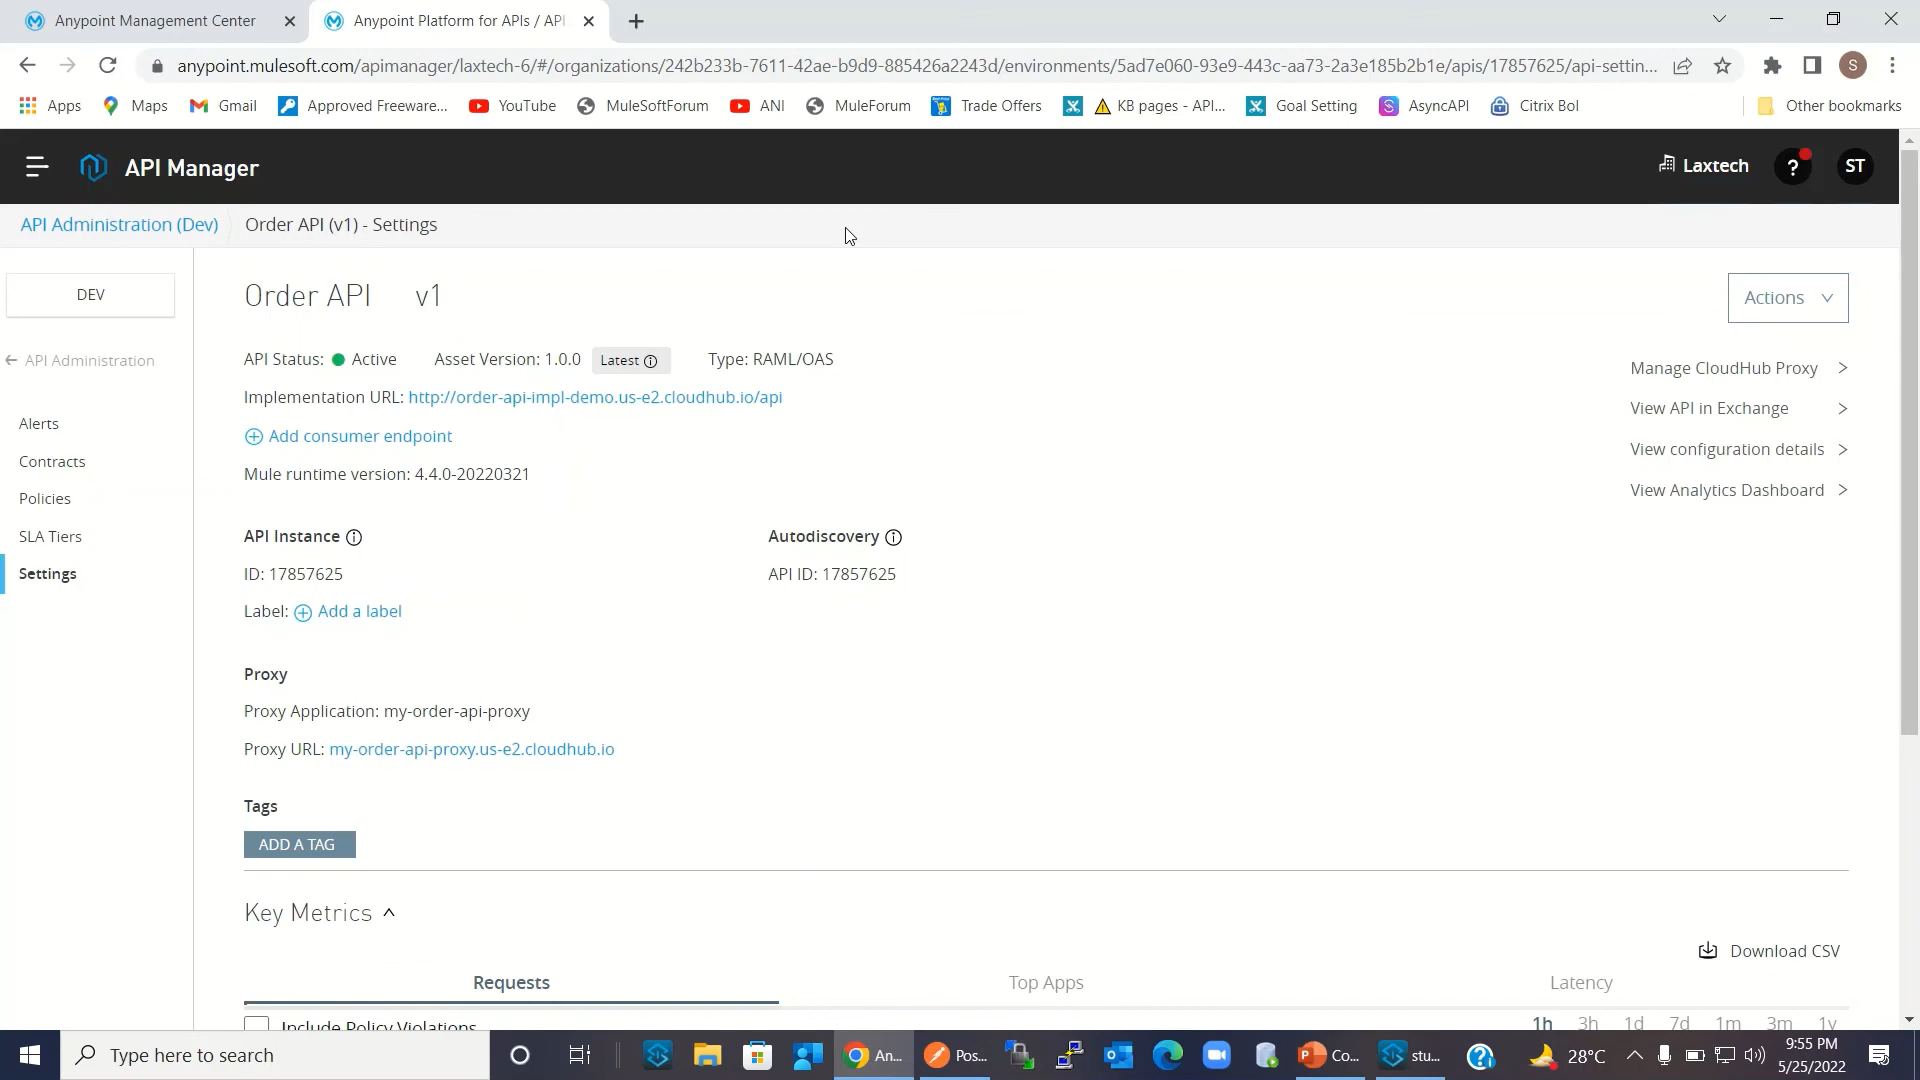 Anypoint Management Center
Anypoint Platform for APIs / API
anypoint.mulesoft.com/apimanager/laxtech-6/#/organizations/242b233b-7611-42ae-b9d9-885426a2243d/environments/5ad7e060-93e9-443c-aa73-2a3e185b2b1e/apis/17857625/api-settin...
S
Apps
Maps
Gmail
Approved Freeware...
YouTube
MuleSoftForum
ANI
MuleForum
Trade Offers
KB pages - API...
Goal Setting
AsyncAPI
Citrix Bol
Other bookmarks
API Manager
Laxtech
?
ST
API Administration (Dev)
Order API (v1) - Settings
DEV
API Administration
Alerts
Contracts
Policies
SLA Tiers
Settings
Order API v1
Actions
API Status: Active Asset Version: 1.0.0 Latest Type: RAML/OAS
Implementation URL: http://order-api-impl-demo.us-e2.cloudhub.io/api
Add consumer endpoint
Mule runtime version: 4.4.0-20220321
Manage CloudHub Proxy >
View API in Exchange >
View configuration details >
View Analytics Dashboard >
API Instance
ID: 17857625
Label: Add a label
Autodiscovery
API ID: 17857625
Proxy
Proxy Application: my-order-api-proxy
Proxy URL: my-order-api-proxy.us-e2.cloudhub.io
Tags
ADD A TAG
Key Metrics
Download CSV
Requests
Top Apps
Latency
Include Policy Violations
1h 3h 1d 7d 1m 3m 1y
Type here to search
An...
Pos...
Co...
stu...
28°C
9:55 PM
5/25/2022